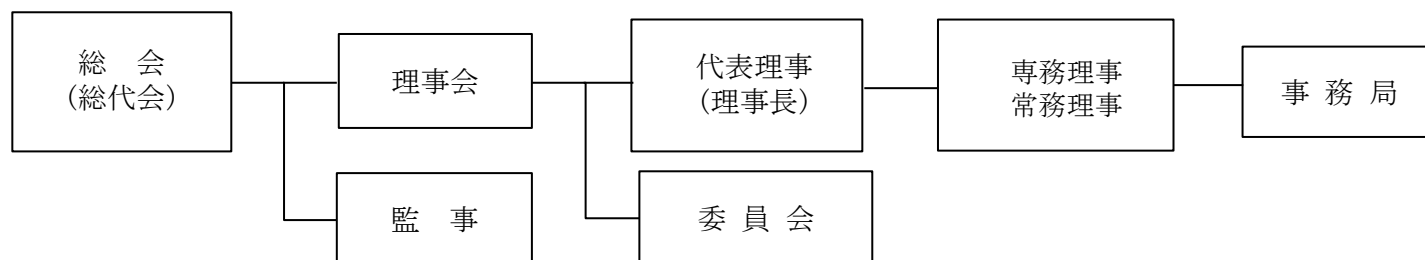 総　会
(総代会)
理事会
代表理事
(理事長)
専務理事
常務理事
事 務 局
監　事
委 員 会